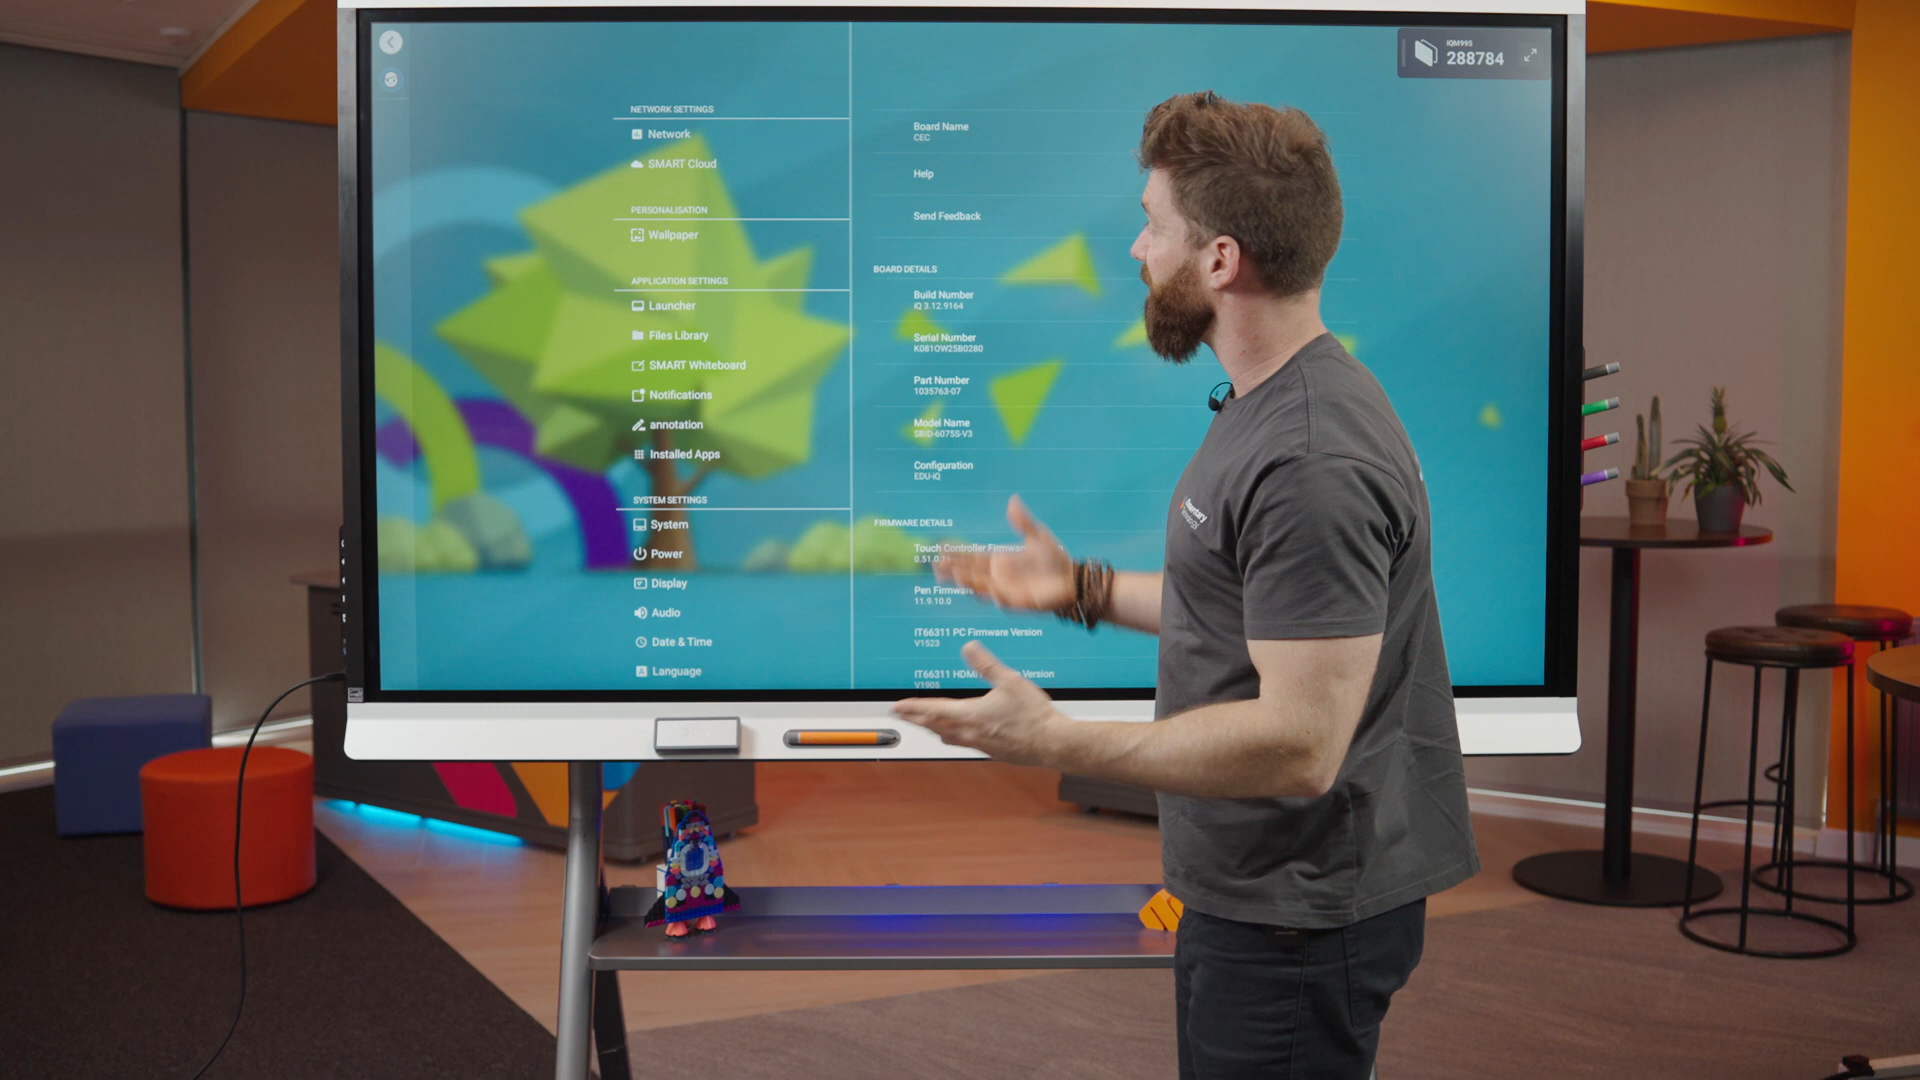 iQM995
288784
NETWORK SETTINGS
Network
SMART Cloud
PERSONALISATION
Wallpaper
APPLICATION SETTINGS
Launcher
Files Library
SMART Whiteboard
Notifications
annotation
Installed Apps
SYSTEM SETTINGS
System
Power
Display
Audio
Date & Time
Language
Board Name
CEC
Help
Send Feedback
BOARD DETAILS
Build Number
iQ 3.12.9164
Serial Number
K081OW25B0280
Part Number
1035763-07
Model Name
SBID-6075S-V3
Configuration
EDU-iQ
FIRMWARE DETAILS
Touch Controller
Pen Firmware
11.9.10.0
IT66311 PC Firmware Version
V1523
IT66311 HDMI Version
V1905